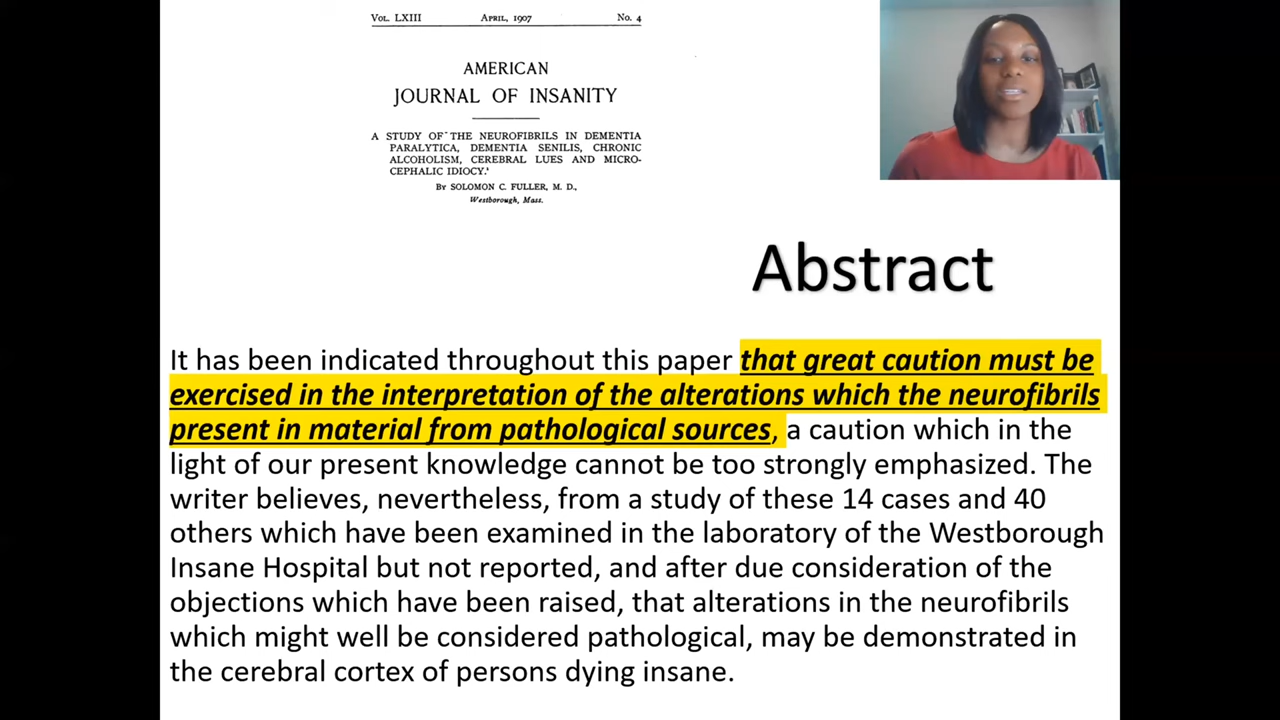 Vol. LXIII April, 1907 No. 4
AMERICAN
JOURNAL OF INSANITY
A STUDY OF THE NEUROFIBRILS IN DEMENTIA
PARALYTICA, DEMENTIA SENILIS, CHRONIC
ALCOHOLISM, CEREBRAL LUES AND MICRO-
CEPHALIC IDIOCY.¹
By SOLOMON C. FULLER, M. D.,
Westborough, Mass.
Abstract
It has been indicated throughout this paper that great caution must be
exercised in the interpretation of the alterations which the neurofibrils
present in material from pathological sources, a caution which in the
light of our present knowledge cannot be too strongly emphasized. The
writer believes, nevertheless, from a study of these 14 cases and 40
others which have been examined in the laboratory of the Westborough
Insane Hospital but not reported, and after due consideration of the
objections which have been raised, that alterations in the neurofibrils
which might well be considered pathological, may be demonstrated in
the cerebral cortex of persons dying insane.